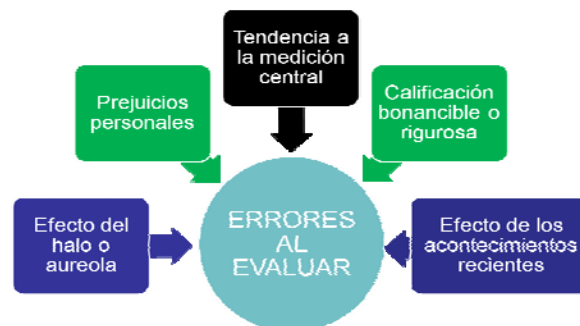 Tendencia a
la medición
central
Prejuicios
personales
Calificación
bonancible o
rigurosa
Efecto del
halo o
aureola
ERRORES
AL
EVALUAR
Efecto de los
acontecimientos
recientes